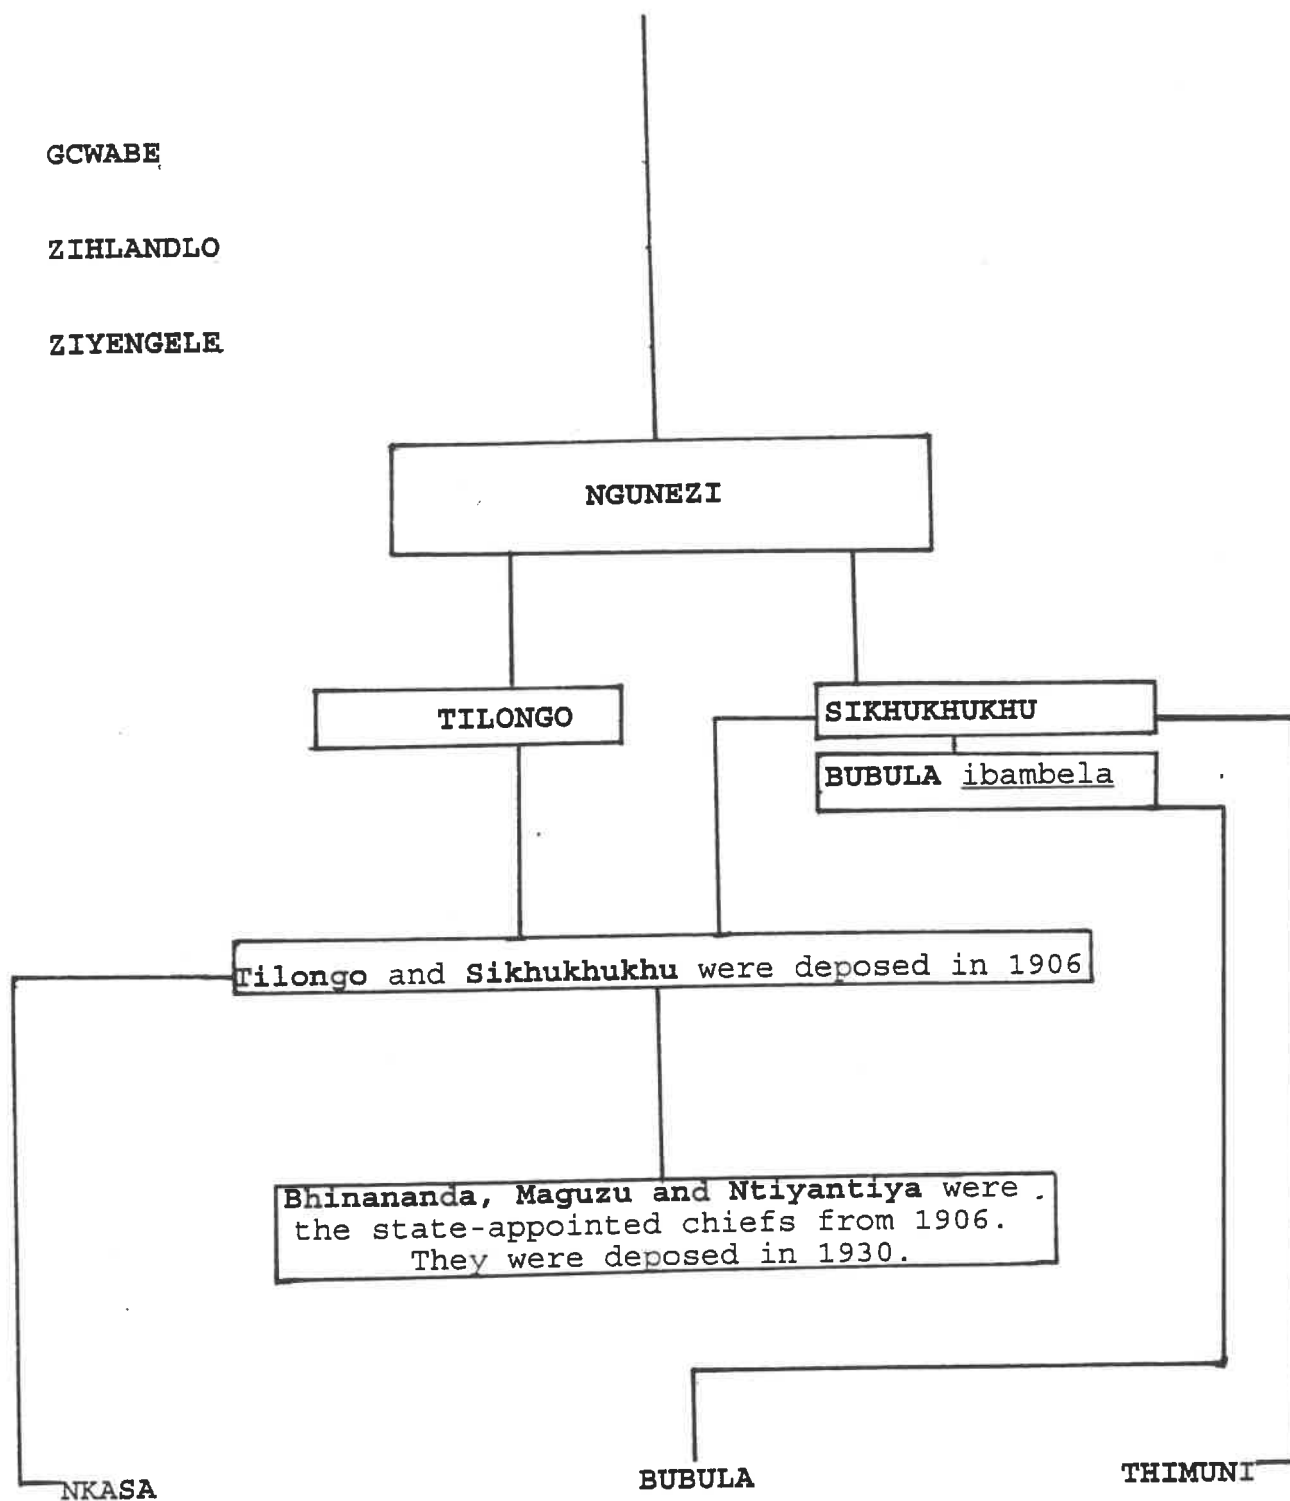 GCWABE
ZIHLANDLO
ZIYENGELE
NGUNEZI
TILONGO
SIKHUKHUKHU
BUBULA ibambela
Tilongo and Sikhukhukhu were deposed in 1906
Bhinananda, Maguzu and Ntiyantiya were
the state-appointed chiefs from 1906.
They were deposed in 1930.
NKASA
BUBULA
THIMUNI